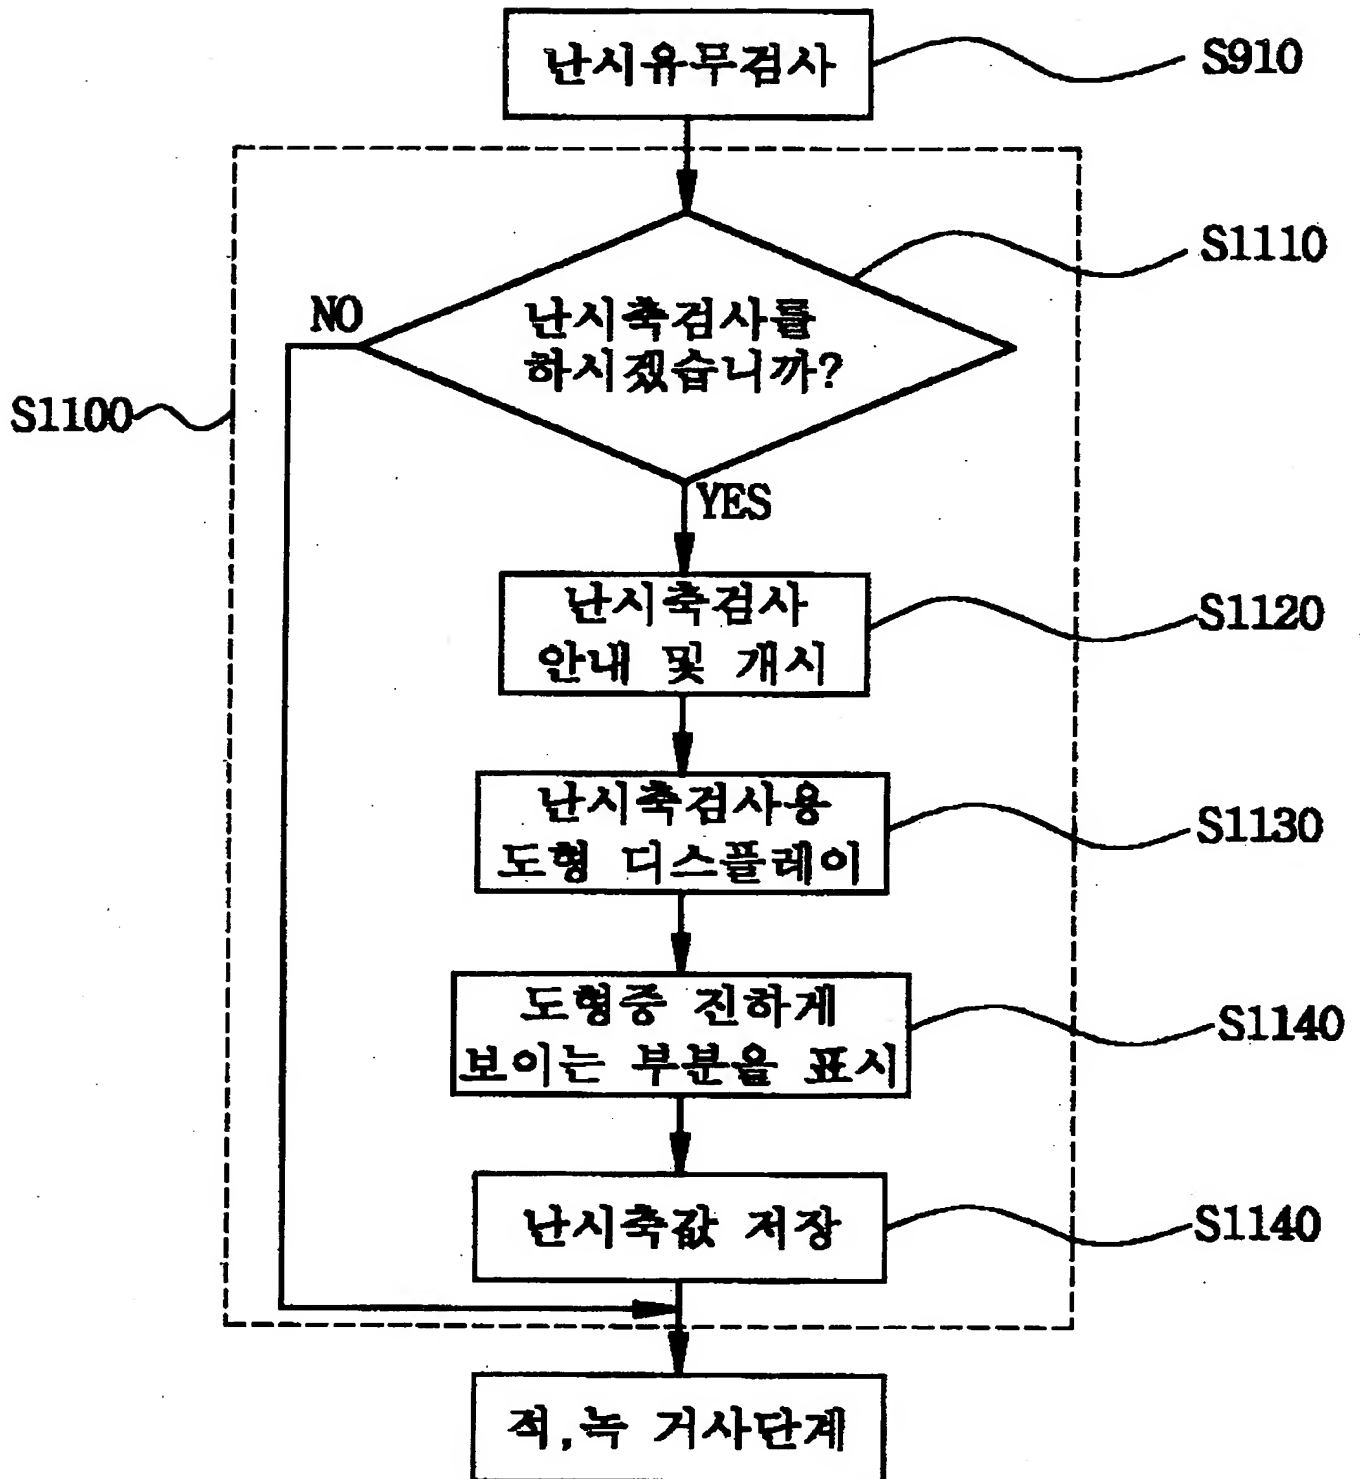 난시유무검사
S910
S1110
NO
난시축검사를
하시겠습니까?
S1100
YES
난시축검사
안내 및 개시
S1120
난시축검사용
도형 디스플레이
S1130
도형중 진하게
보이는 부분을 표시
S1140
난시축값 저장
S1140
적,녹 거사단계